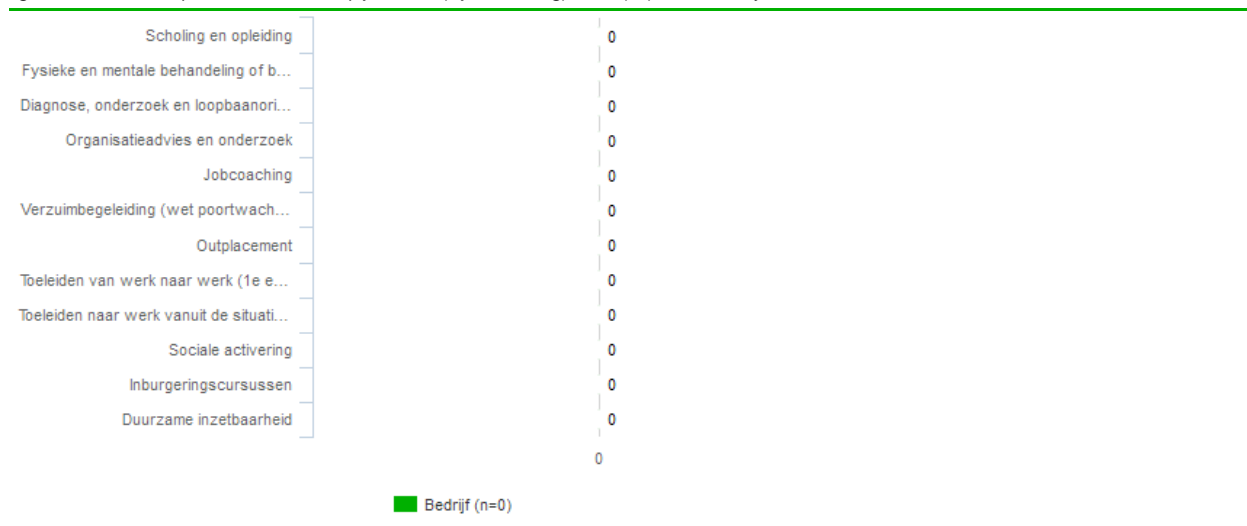 Scholing en opleiding 0
Fysieke en mentale behandeling of b... 0
Diagnose, onderzoek en loopbaanori... 0
Organisatieadvies en onderzoek 0
Jobcoaching 0
Verzuimbegeleiding (wet poortwach... 0
Outplacement 0
Toeleiden van werk naar werk (1e e... 0
Toeleiden naar werk vanuit de situati... 0
Sociale activering 0
Inburgeringscursussen 0
Duurzame inzetbaarheid 0
0
Bedrijf (n=0)